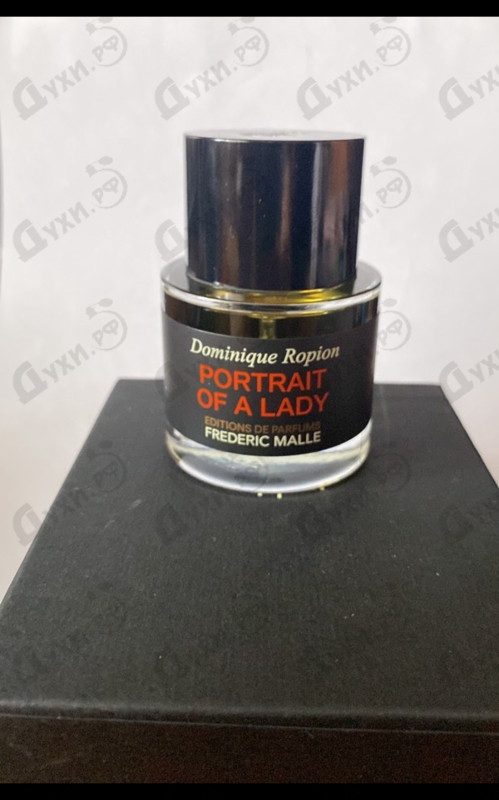 Dominique Ropion
PORTRAIT
OF A LADY
EDITIONS DE PARFUMS
FREDERIC MALLE
Духи.рф